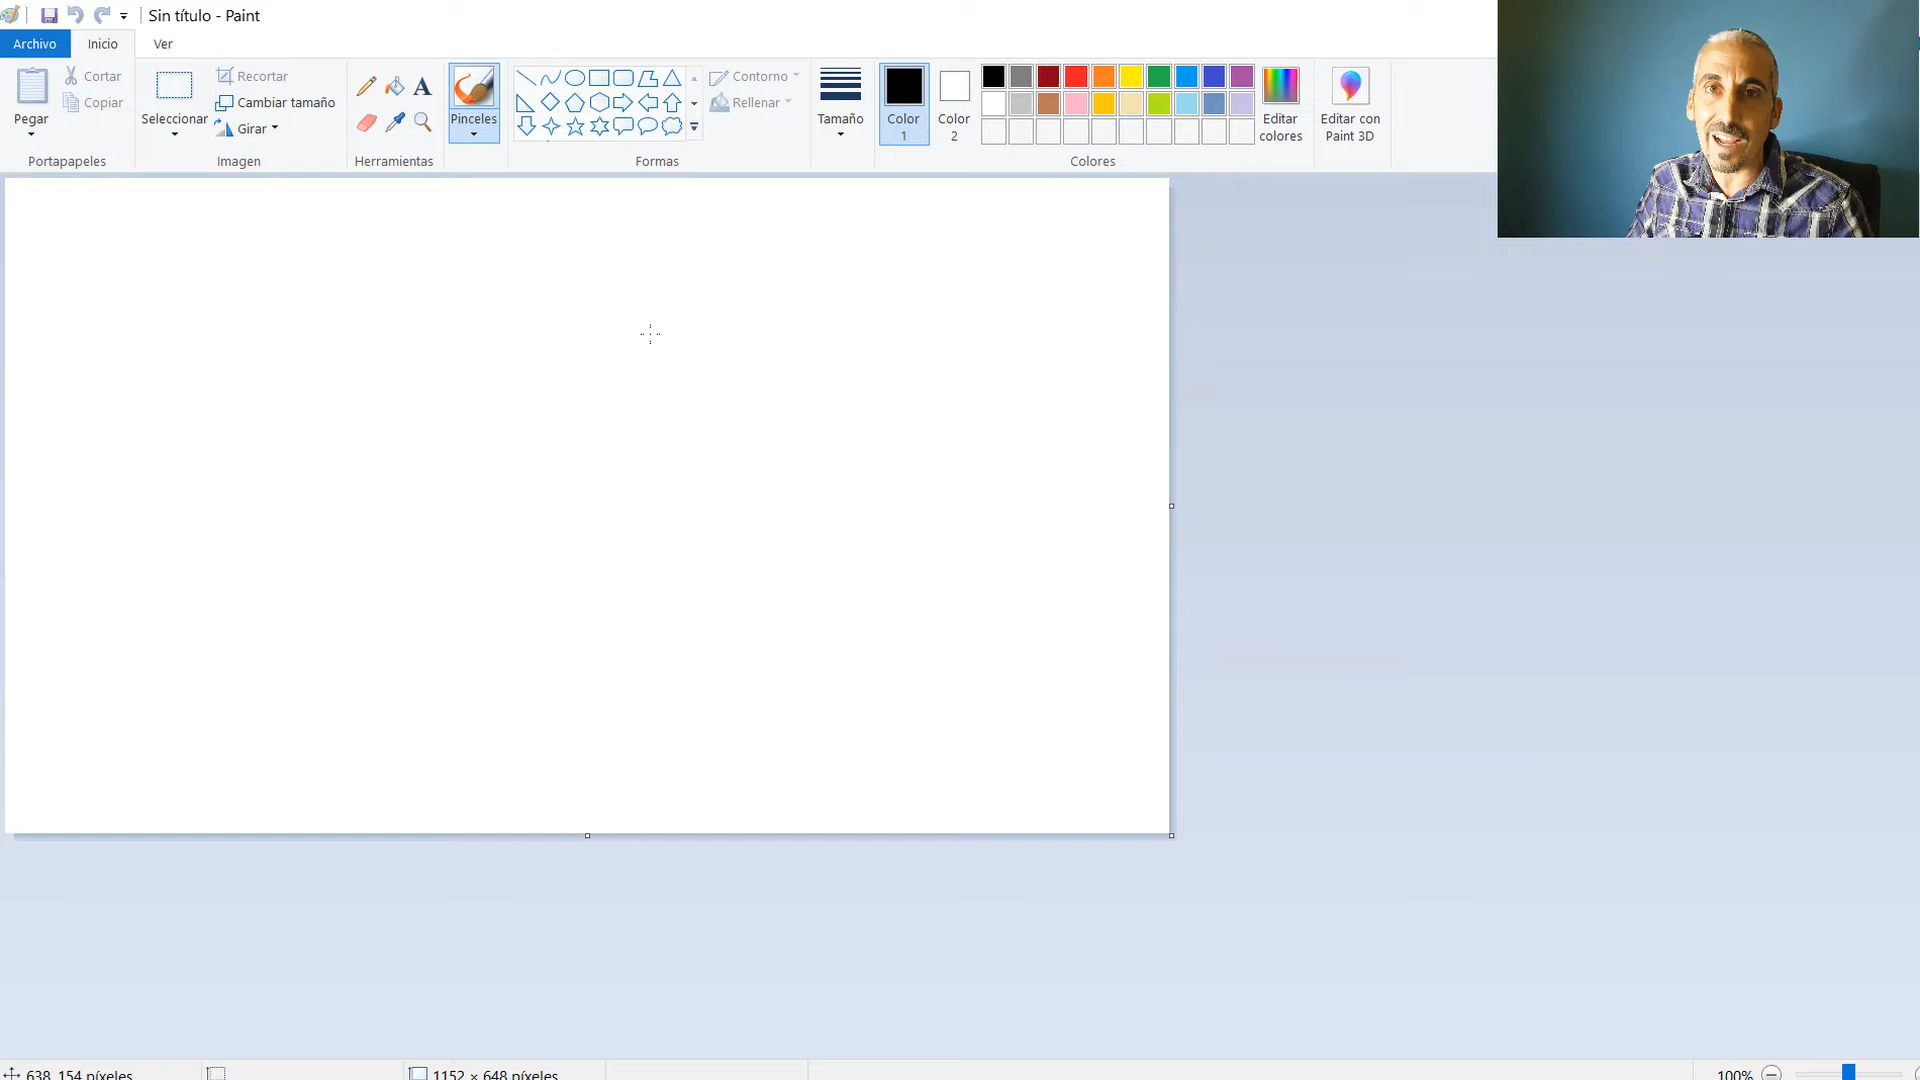 Sin título - Paint
Archivo
Inicio
Ver
Pegar
Cortar
Copiar
Portapapeles
Seleccionar
Recortar
Cambiar tamaño
Girar
Imagen
A
Herramientas
Pinceles
Formas
Contorno
Rellenar
Tamaño
Color
1
Color
2
Editar
colores
Colores
Editar con
Paint 3D
638, 154 píxeles
1152 × 648 píxeles
100%